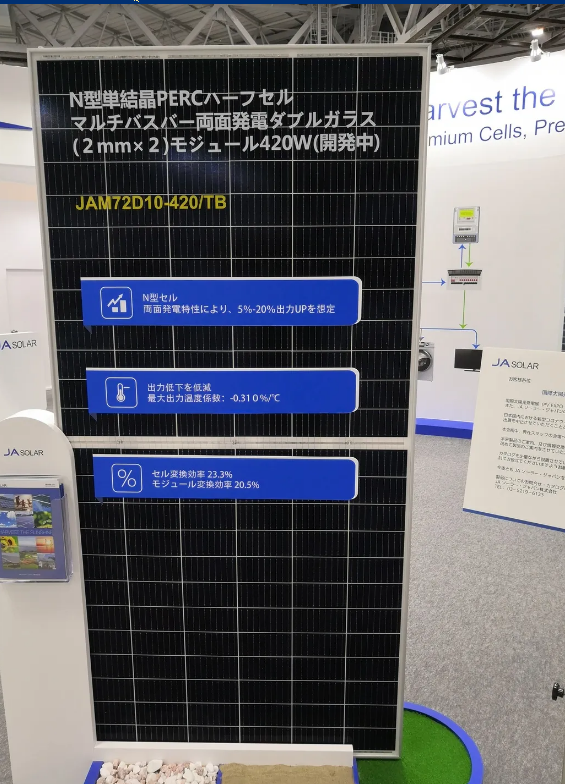 N型単結晶PERCハーフセル
マルチバスバー両面発電ダブルガラス
(2mm×2)モジュール420W(開発中)
JAM72D10-420/TB
N型セル
両面発電特性により、5%-20%出力UPを想定
出力低下を低減
最大出力温度係数: -0.310%/℃
%
セル変換効率 23.3%
モジュール変換効率 20.5%
arvest the
mium Cells, Pre
JA SOLAR
JA SOLAR
JA SOLAR